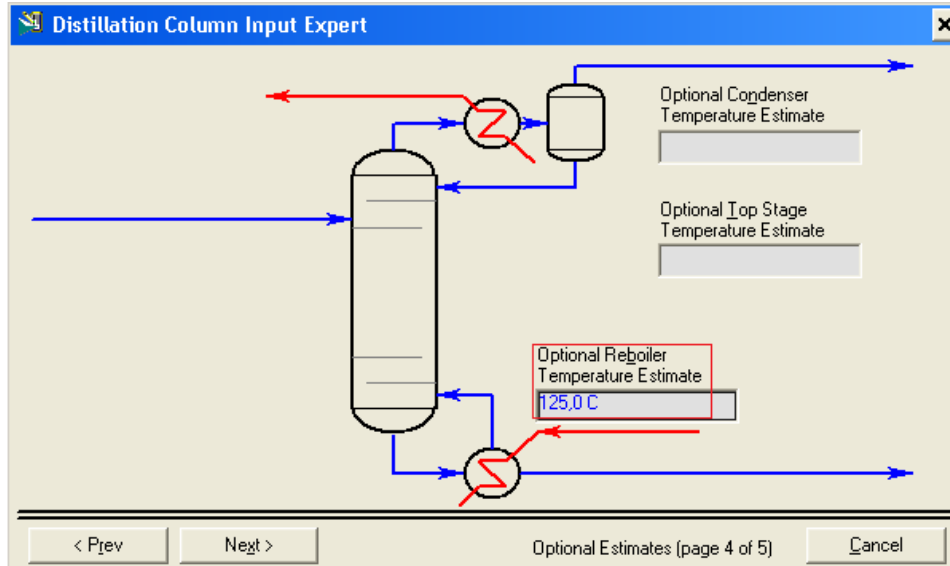 Distillation Column Input Expert
Optional Condenser
Temperature Estimate
Optional Top Stage
Temperature Estimate
Optional Reboiler
Temperature Estimate
125,0 C
< Prev
Next >
Optional Estimates (page 4 of 5)
Cancel